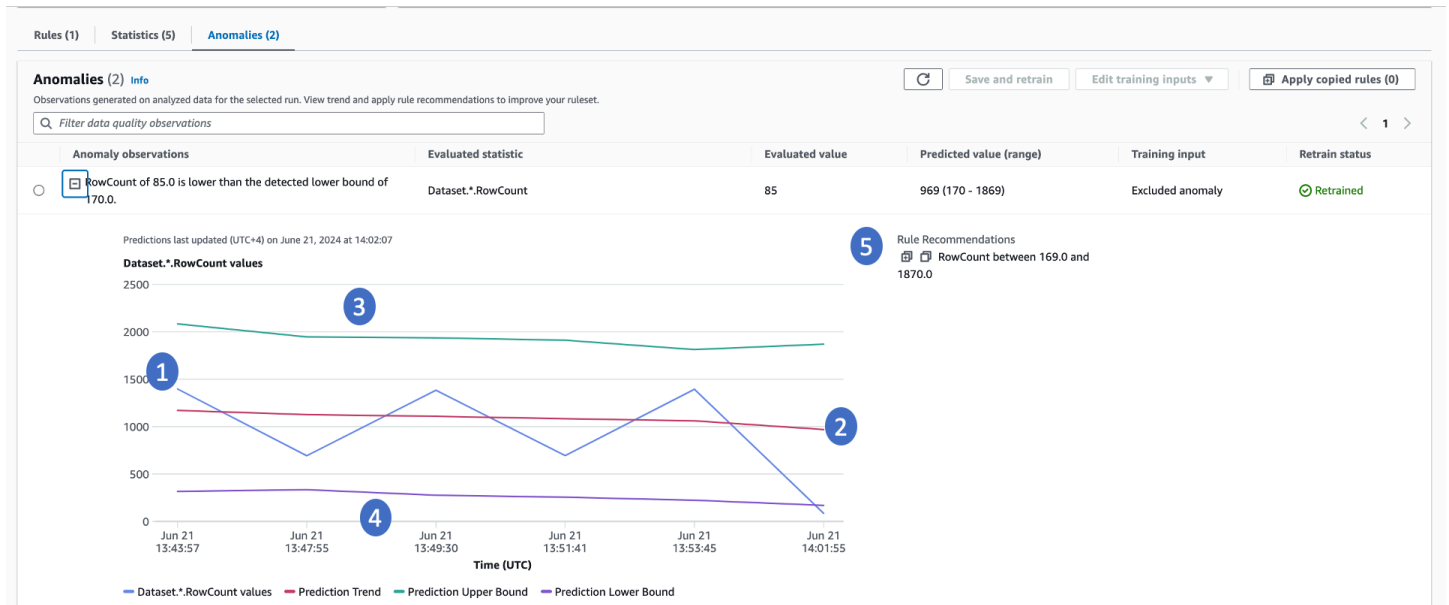 Rules (1) Statistics (5) Anomalies (2)
Anomalies (2) Info
Save and retrain Edit training inputs Apply copied rules (0)
Observations generated on analyzed data for the selected run. View trend and apply rule recommendations to improve your ruleset.
Filter data quality observations
1
Anomaly observations Evaluated statistic Evaluated value Predicted value (range) Training input Retrain status
RowCount of 85.0 is lower than the detected lower bound of
170.0.
Dataset.*.RowCount 85 969 (170 - 1869) Excluded anomaly Retrained
Predictions last updated (UTC+4) on June 21, 2024 at 14:02:07
Dataset.*.RowCount values
5
Rule Recommendations
RowCount between 169.0 and
1870.0
2500
3
2000
1
1500
1000
2
500
4
0
Jun 21 Jun 21 Jun 21 Jun 21 Jun 21 Jun 21
13:43:57 13:47:55 13:49:30 13:51:41 13:53:45 14:01:55
Time (UTC)
Dataset.*.RowCount values Prediction Trend Prediction Upper Bound Prediction Lower Bound